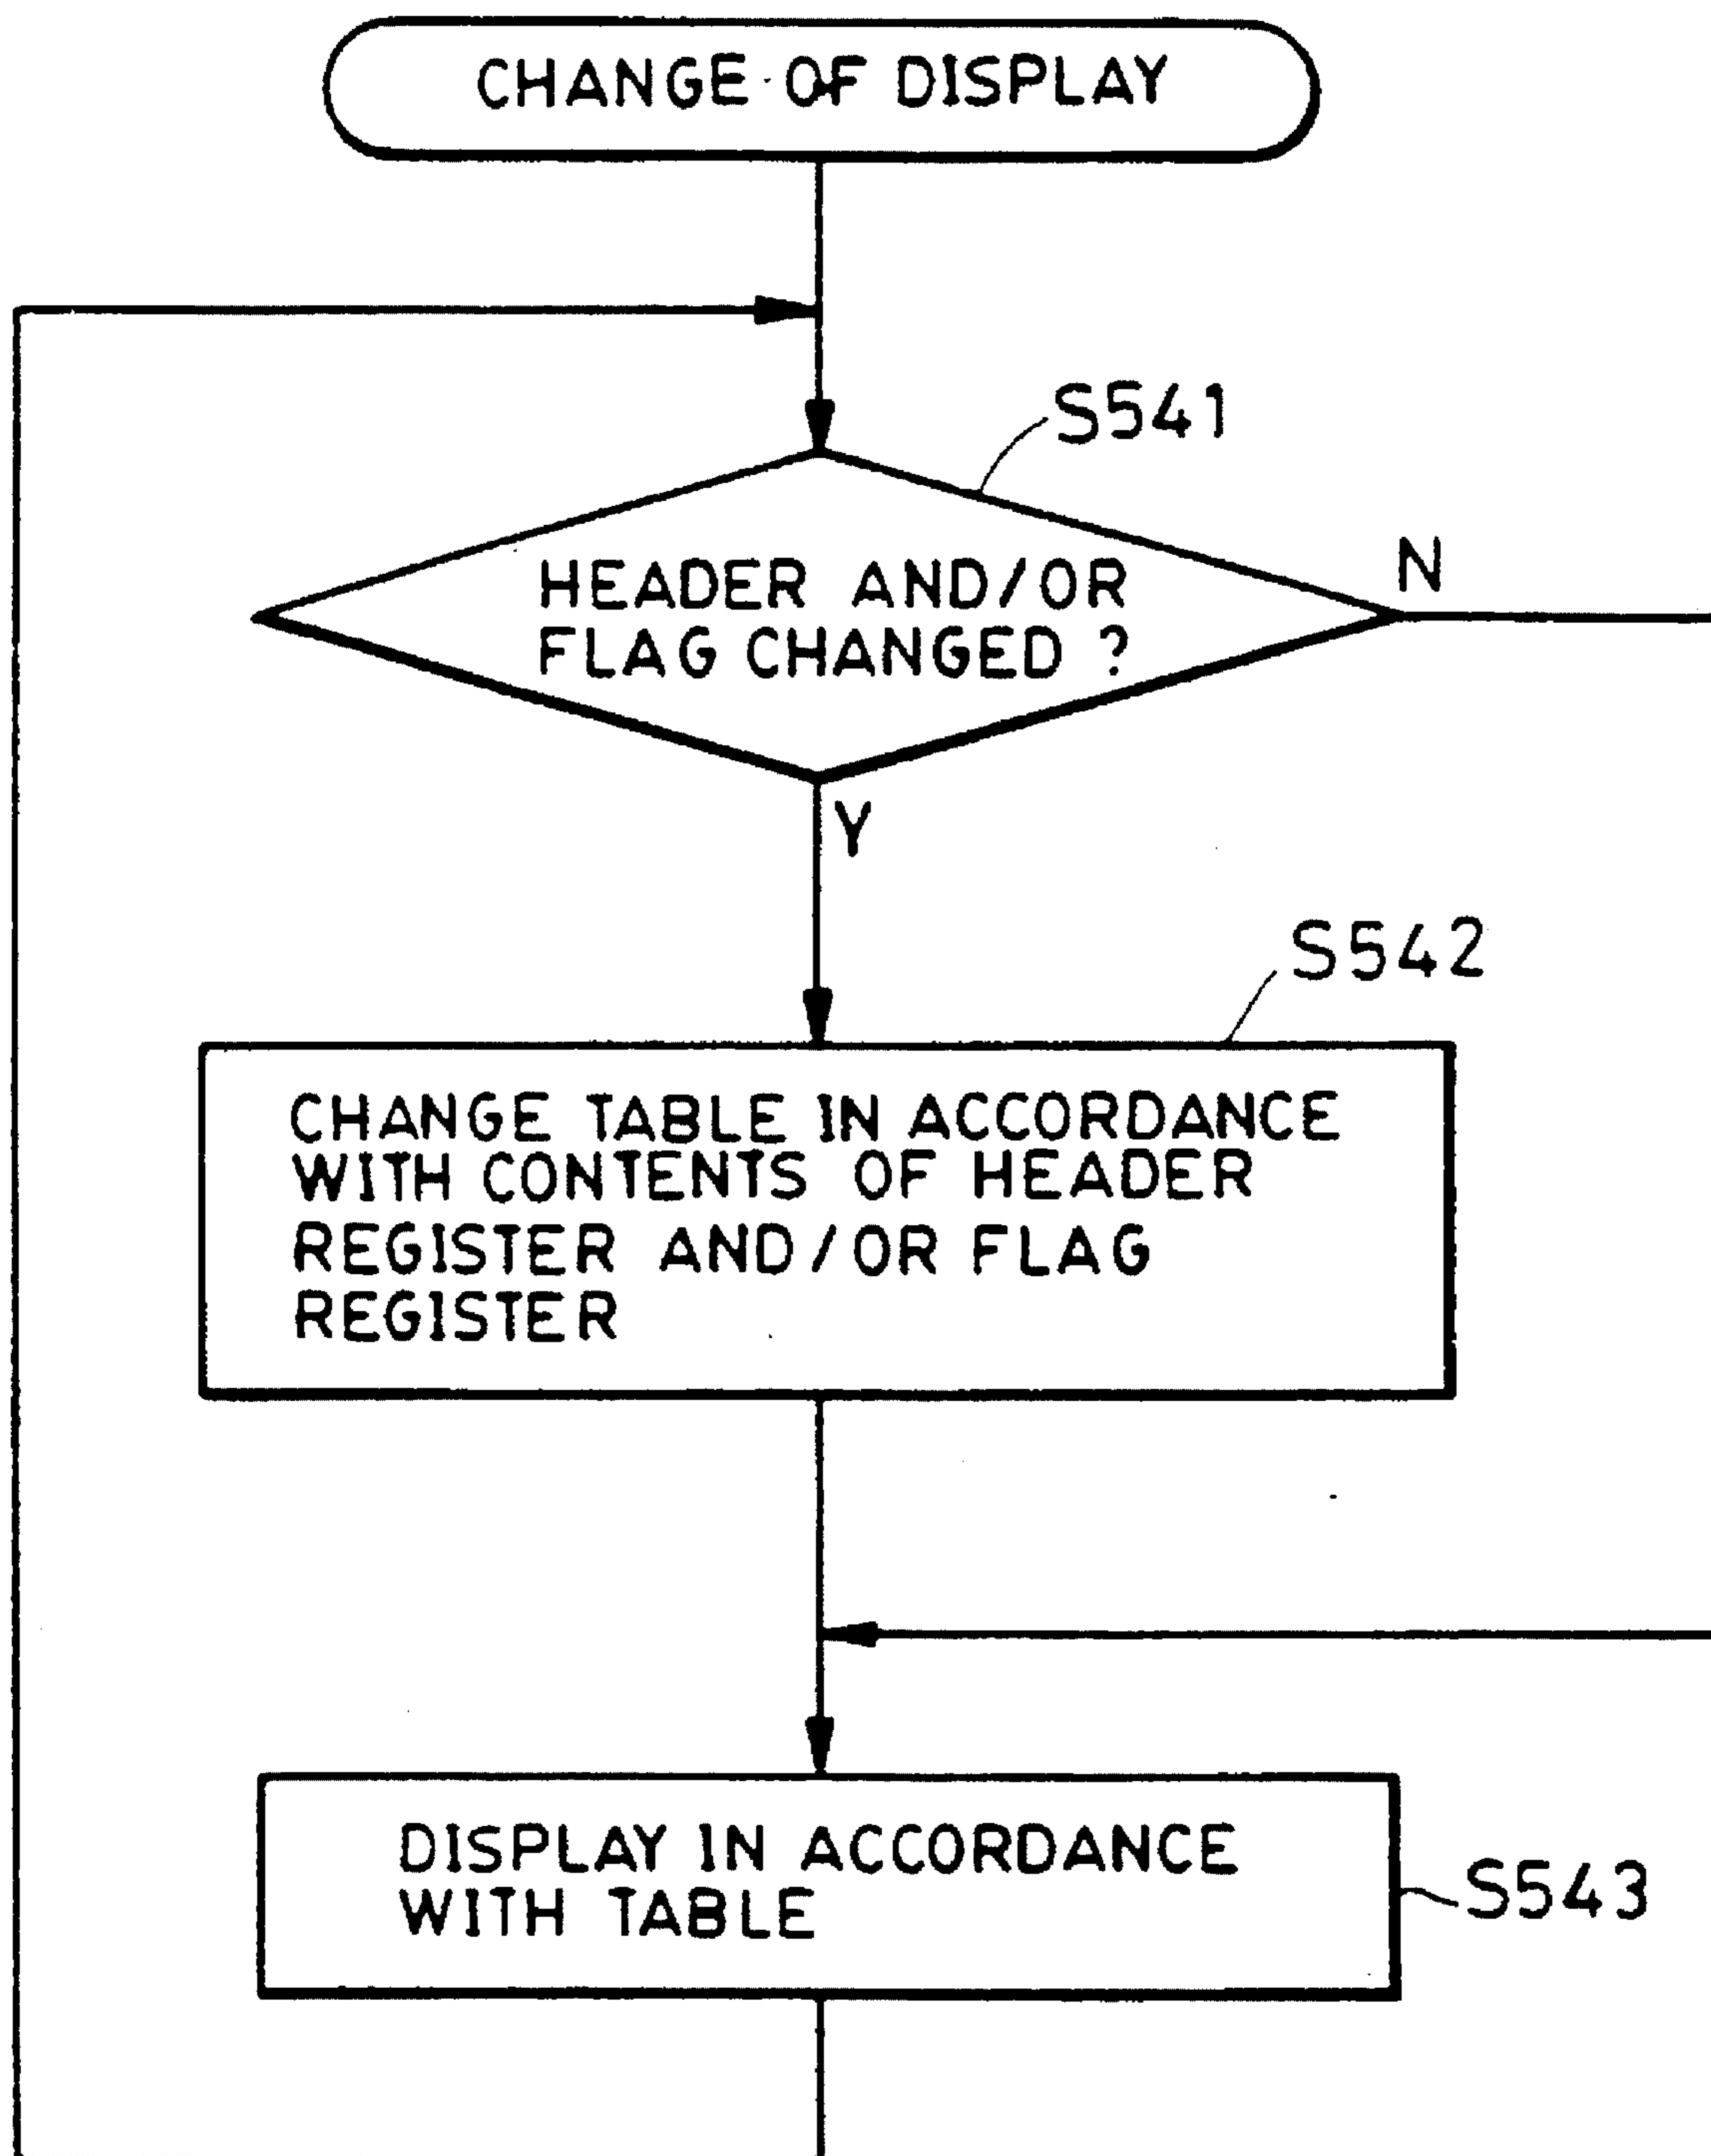 CHANGE OF DISPLAY
S541
HEADER AND/OR
FLAG CHANGED ?
N
Y
S542
CHANGE TABLE IN ACCORDANCE
WITH CONTENTS OF HEADER
REGISTER AND/OR FLAG
REGISTER
DISPLAY IN ACCORDANCE
WITH TABLE
S543